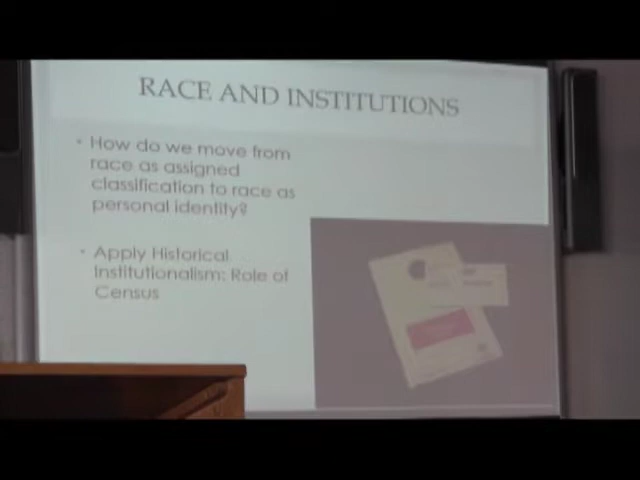 RACE AND INSTITUTIONS
• How do we move from
race as assigned
classification to race as
personal identity?
• Apply Historical
Institutionalism: Role of
Census